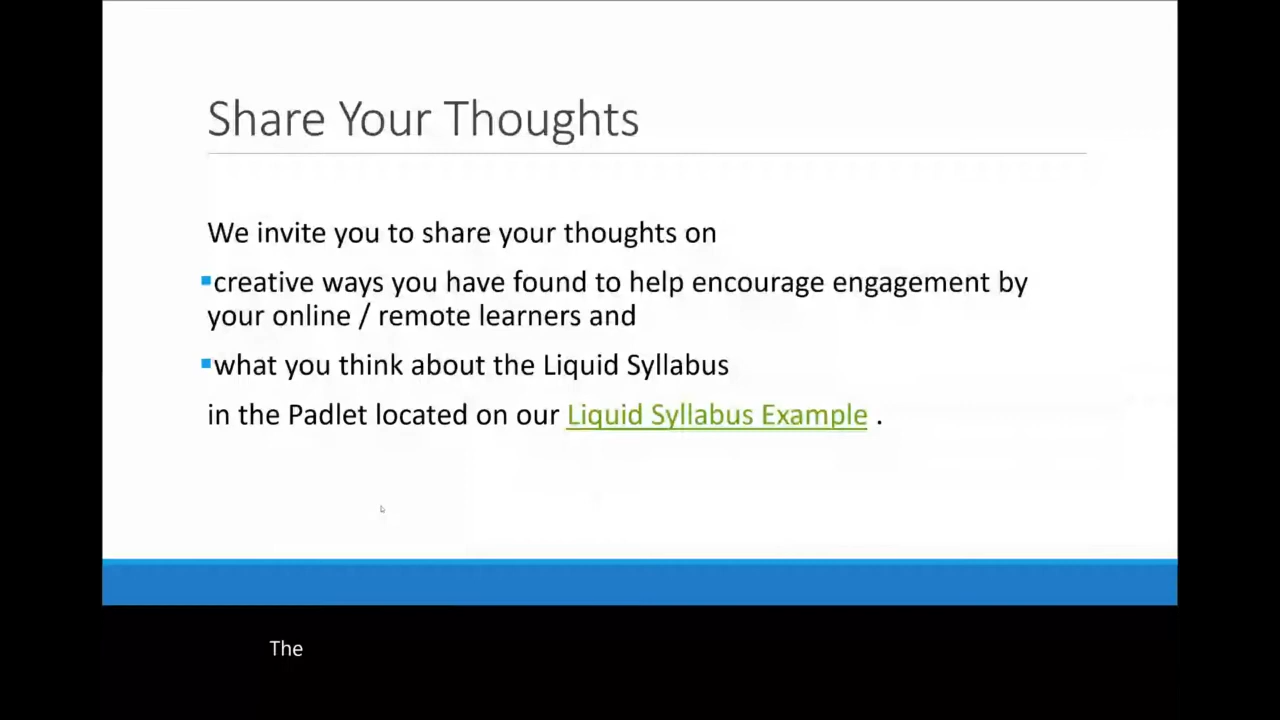 Share Your Thoughts
We invite you to share your thoughts on
▪creative ways you have found to help encourage engagement by
your online / remote learners and
▪what you think about the Liquid Syllabus
in the Padlet located on our Liquid Syllabus Example .
The